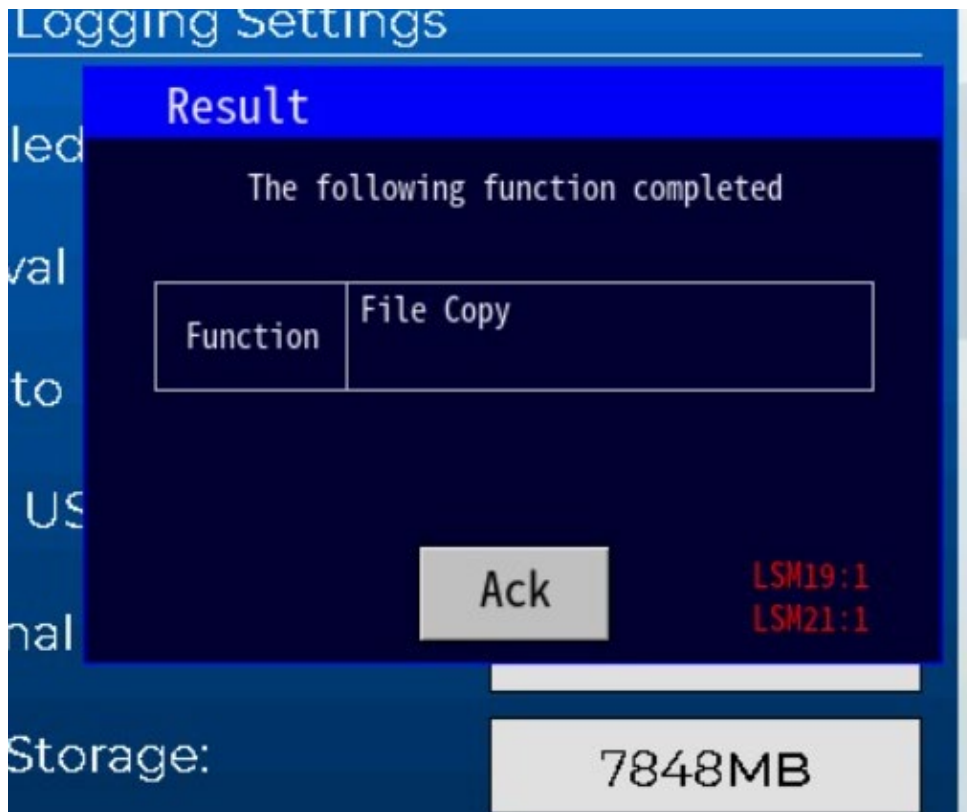 Logging Settings
Result
led
The following function completed
val
File Copy
Function
to
US
Ack
LSM19:1
LSM21:1
nal
Storage:
7848MB